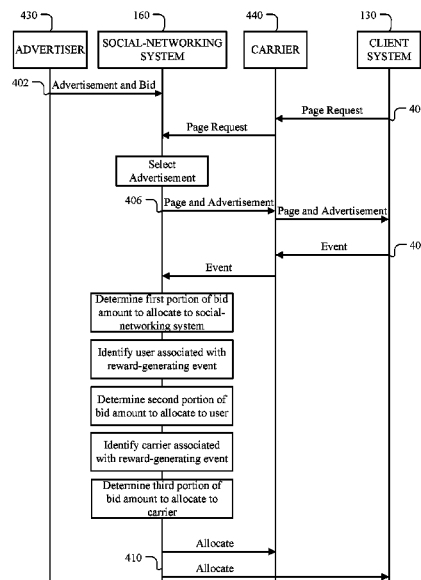 430
160
440
130
ADVERTISER
SOCIAL-NETWORKING
SYSTEM
CARRIER
CLIENT
SYSTEM
402
Advertisement and Bid
Page Request
40
Page Request
Select
Advertisement
406
Page and Advertisement
Page and Advertisement
Event
40
Event
Determine first portion of bid
amount to allocate to social-
networking system
Identify user associated with
reward-generating event
Determine second portion of
bid amount to allocate to user
Identify carrier associated
with reward-generating event
Determine third portion of
bid amount to allocate to
carrier
Allocate
410
Allocate